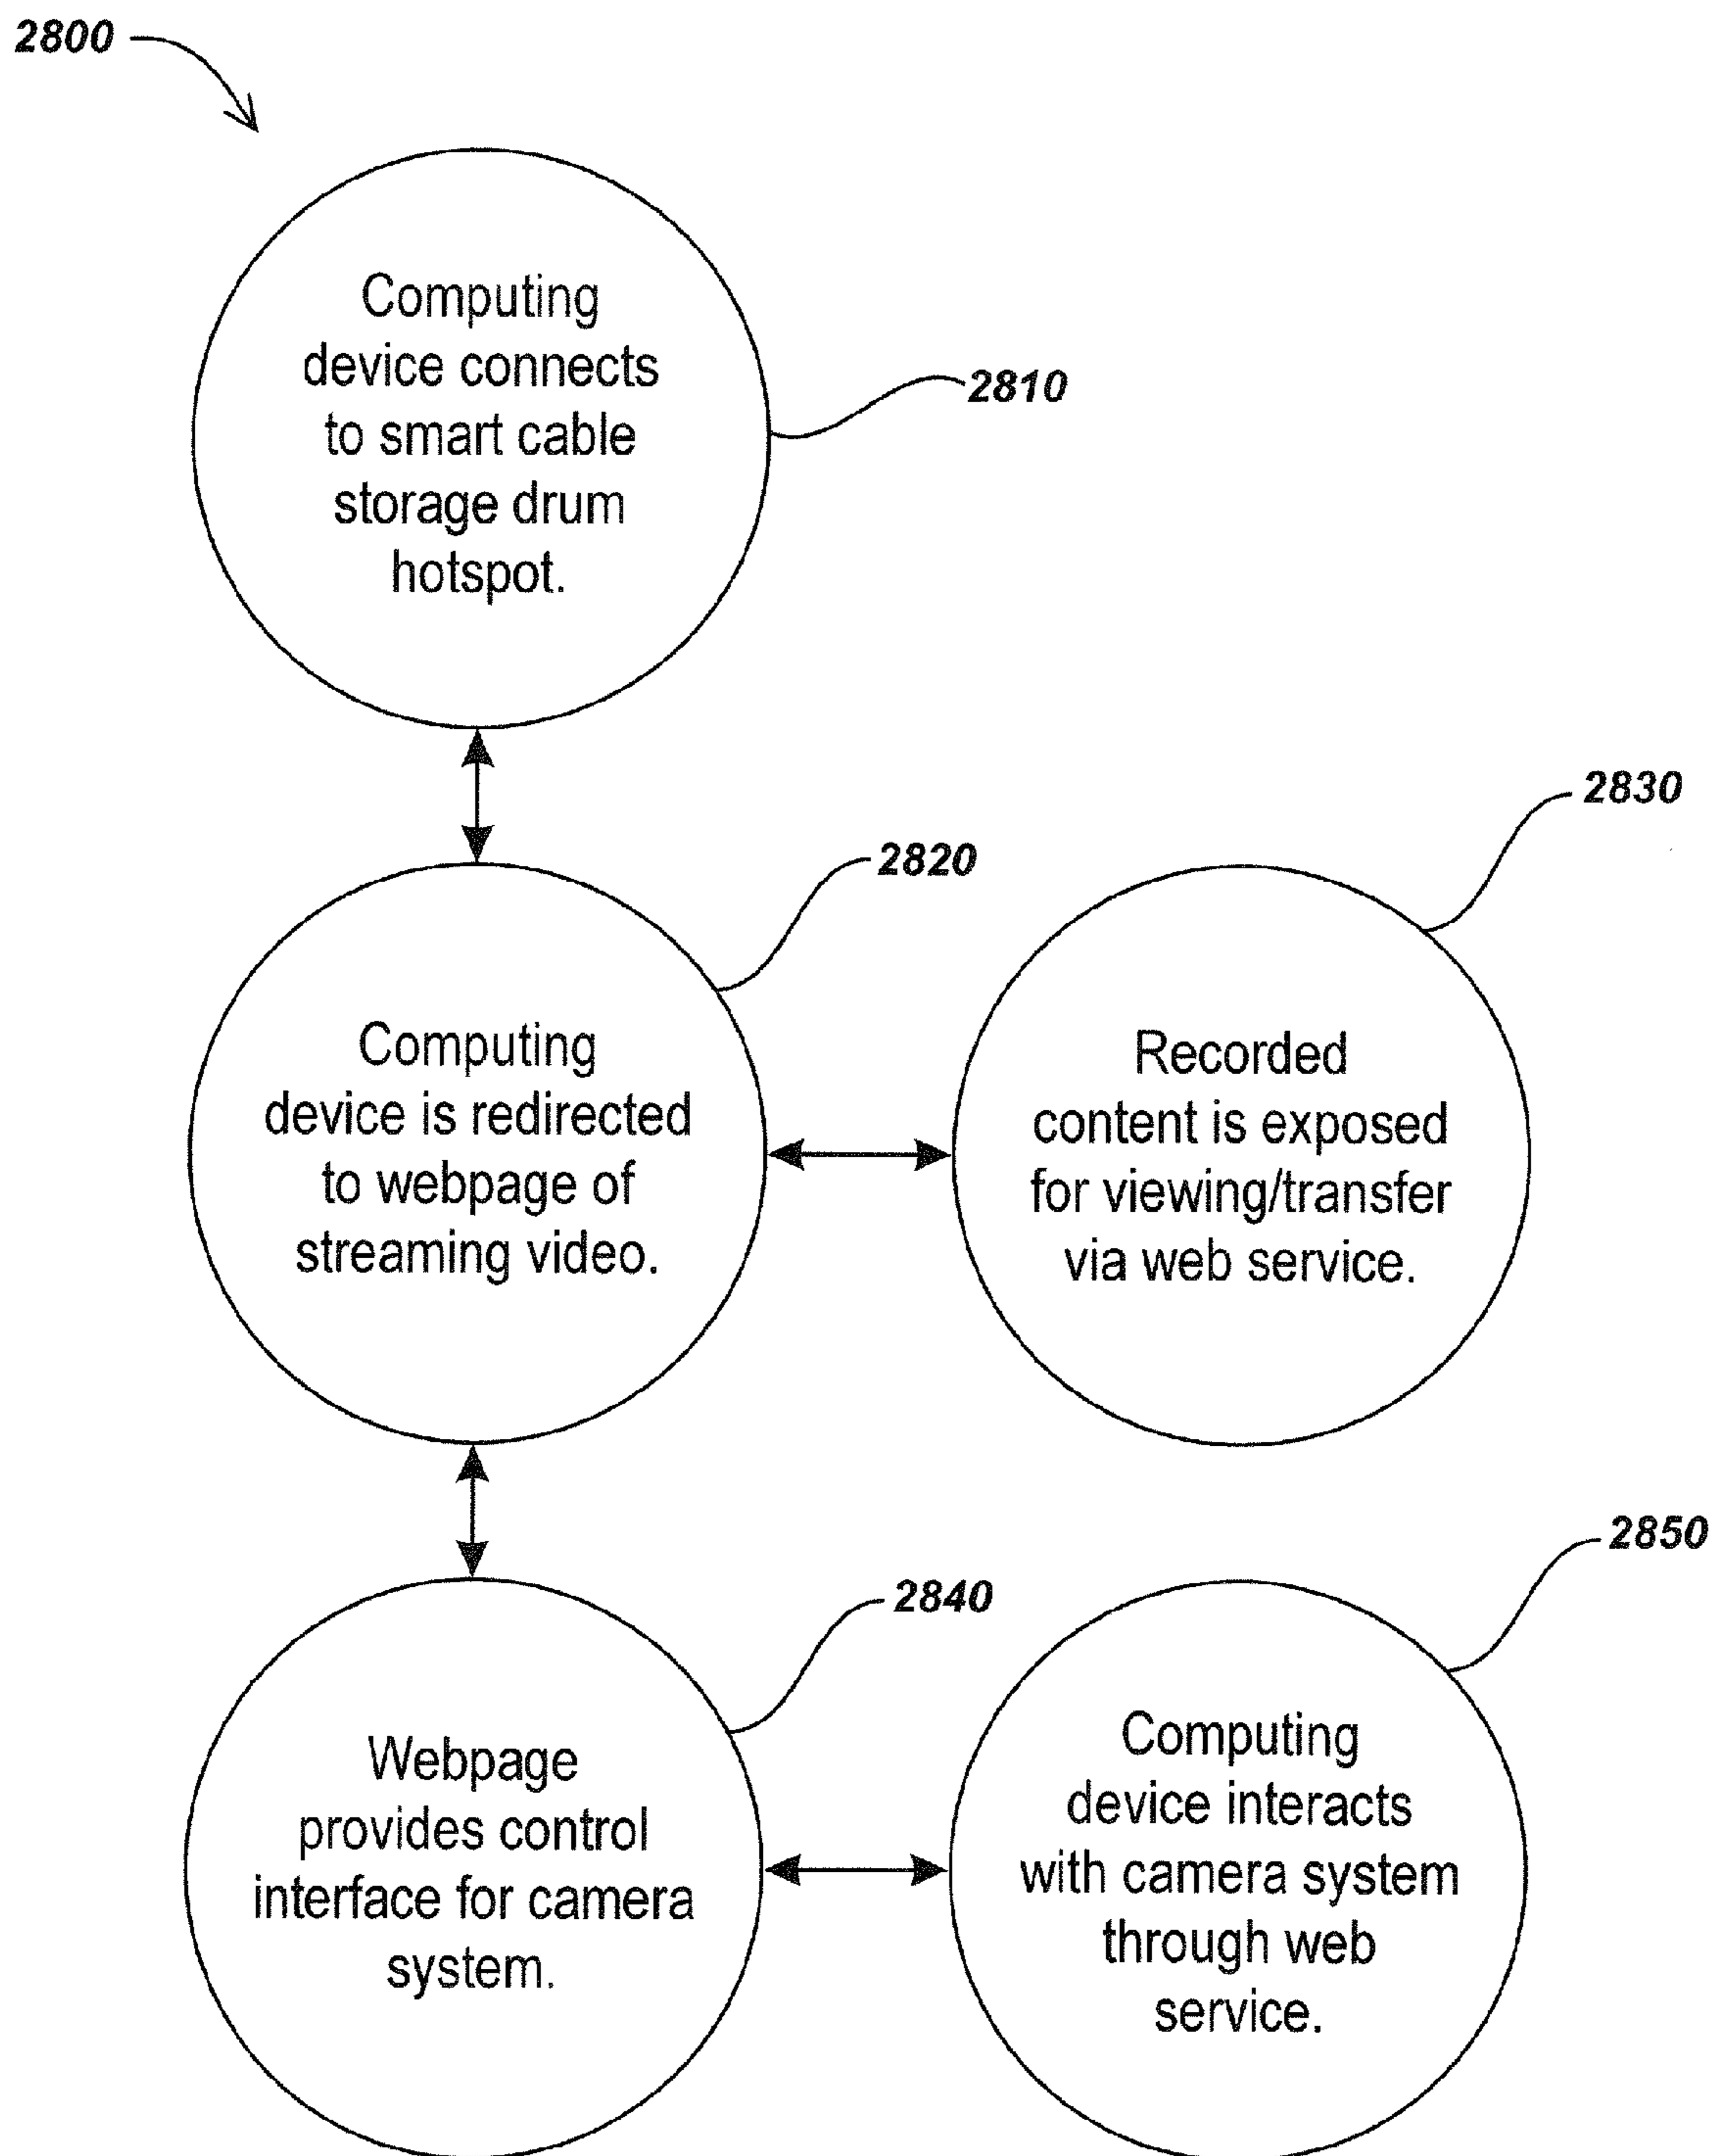 2800
Computing
device connects
to smart cable
storage drum
hotspot.
2810
2820
Computing
device is redirected
to webpage of
streaming video.
2830
Recorded
content is exposed
for viewing/transfer
via web service.
2840
Webpage
provides control
interface for camera
system.
2850
Computing
device interacts
with camera system
through web
service.